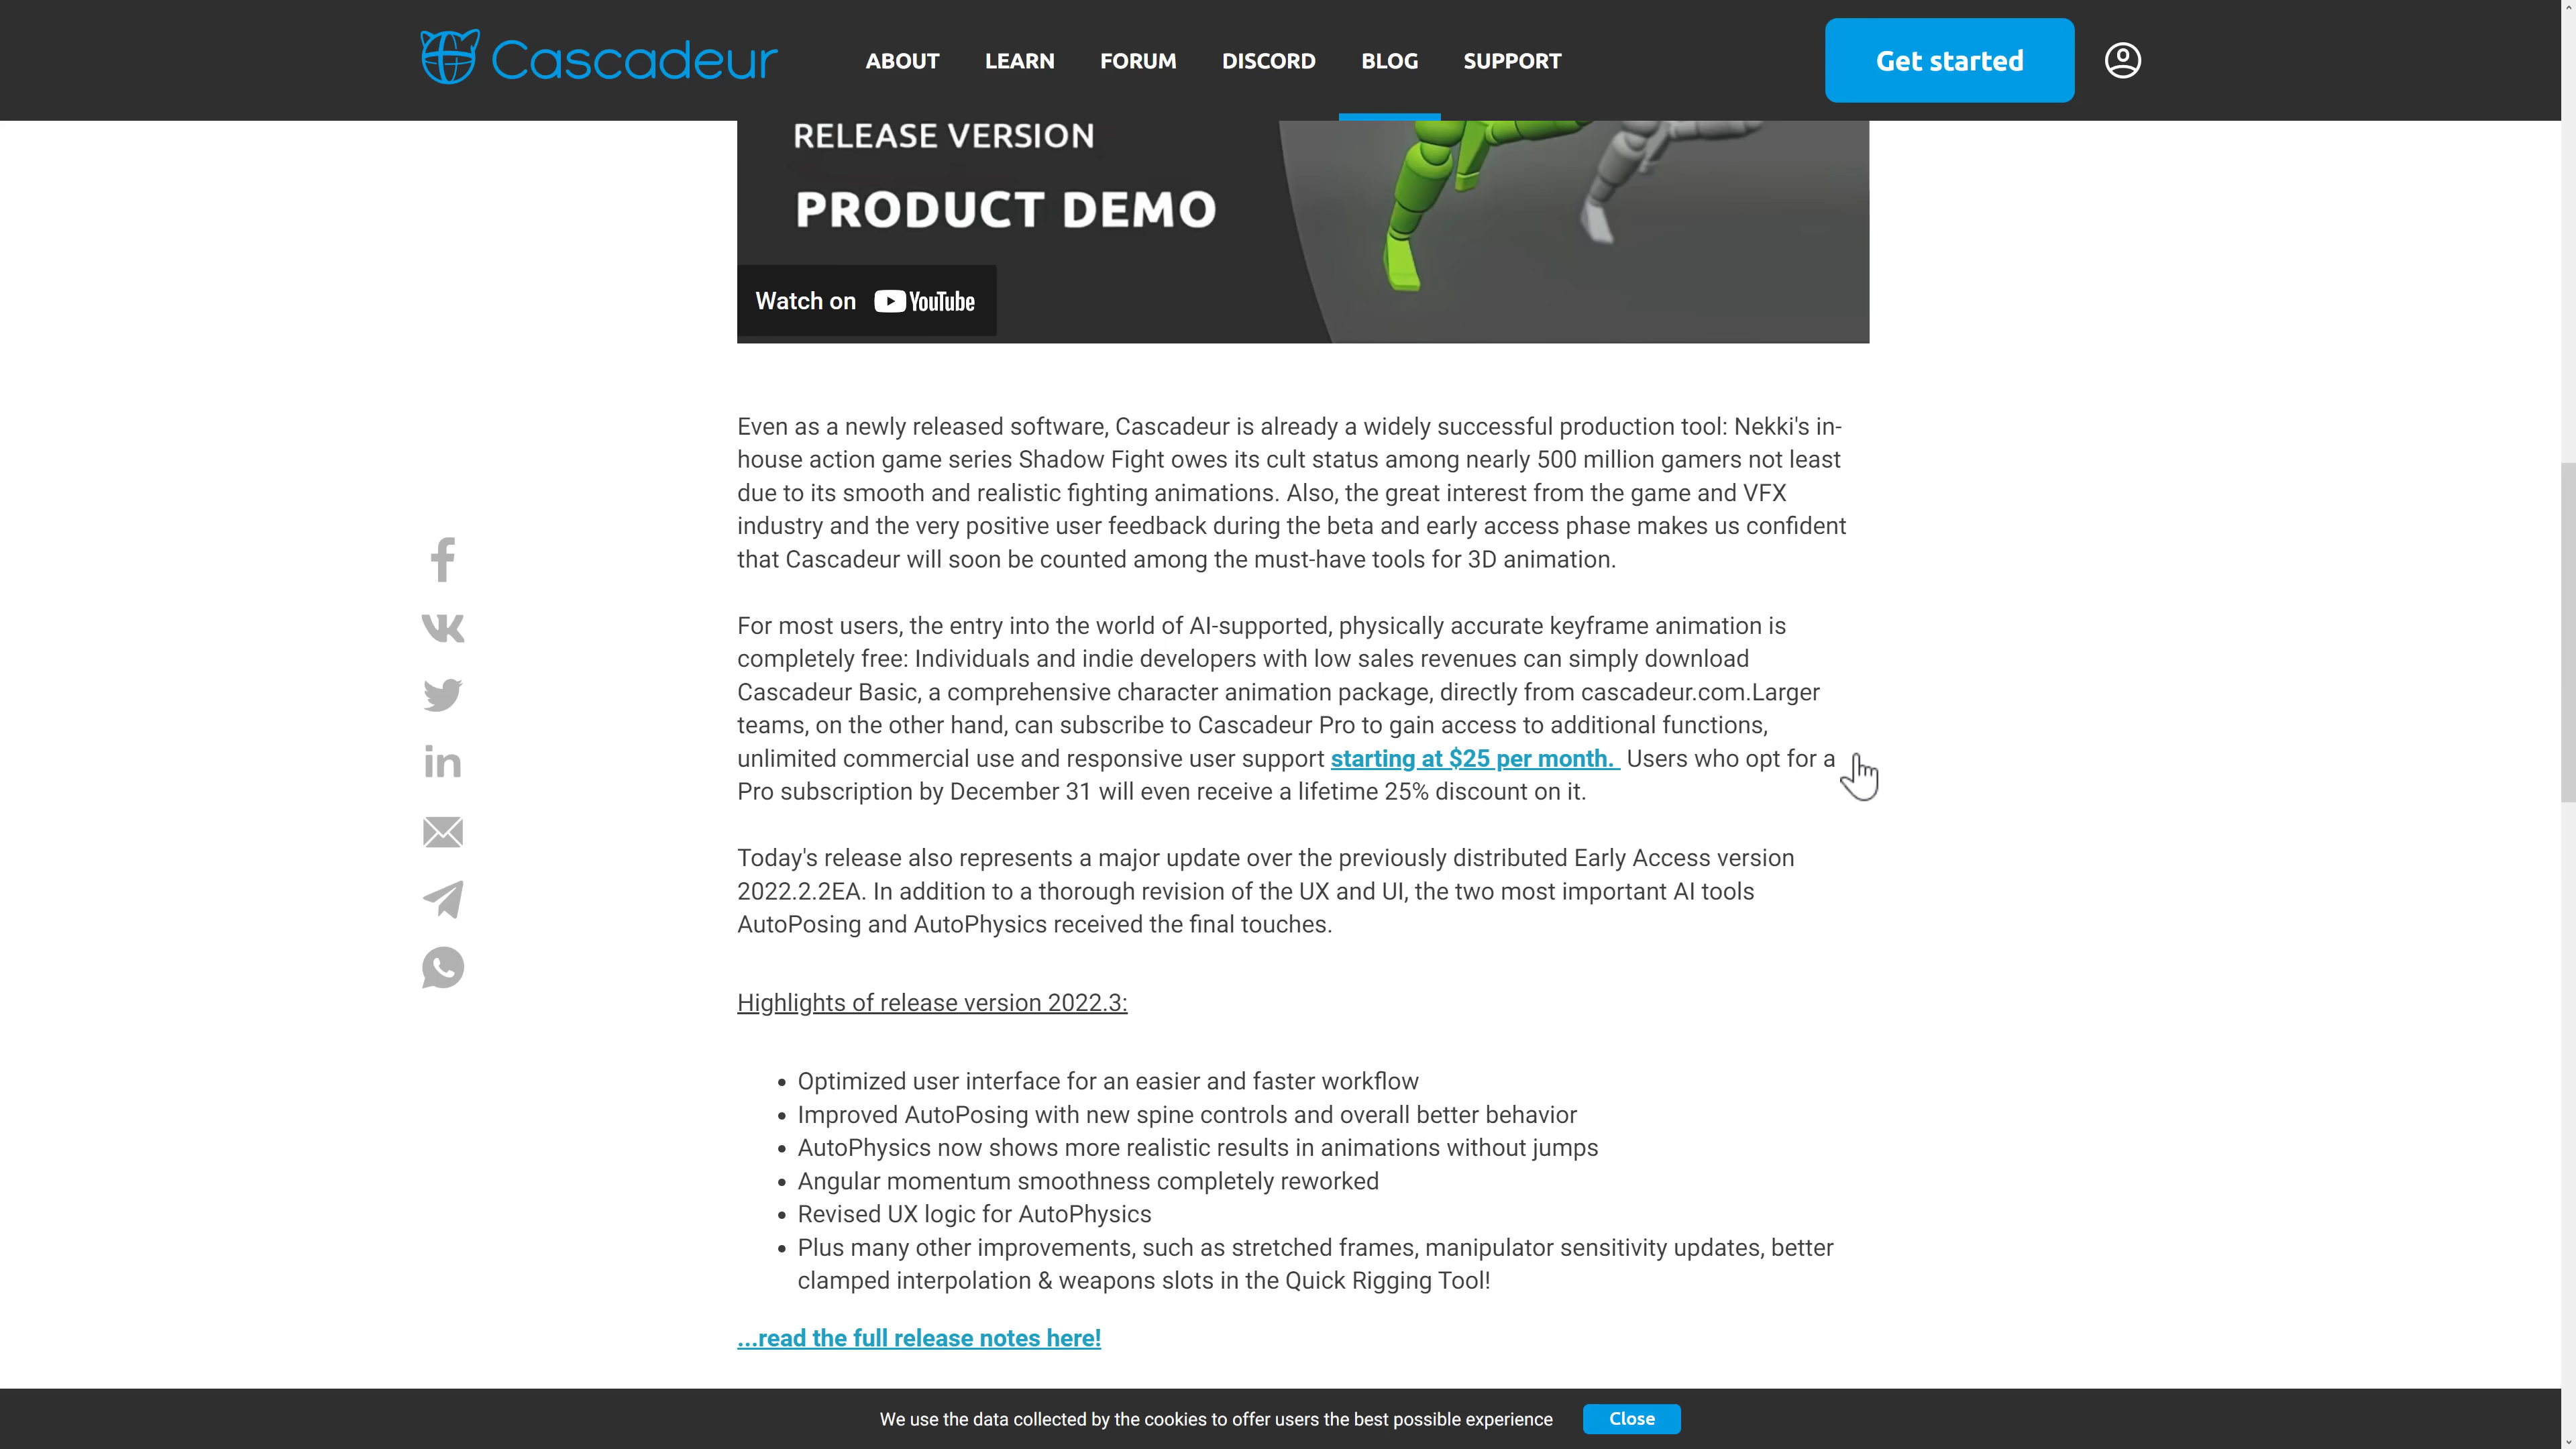 Cascadeur
ABOUT
LEARN
FORUM
DISCORD
BLOG
SUPPORT
Get started
RELEASE VERSION
PRODUCT DEMO
Watch on YouTube
Even as a newly released software, Cascadeur is already a widely successful production tool: Nekki's in-
house action game series Shadow Fight owes its cult status among nearly 500 million gamers not least
due to its smooth and realistic fighting animations. Also, the great interest from the game and VFX
industry and the very positive user feedback during the beta and early access phase makes us confident
that Cascadeur will soon be counted among the must-have tools for 3D animation.
For most users, the entry into the world of AI-supported, physically accurate keyframe animation is
completely free: Individuals and indie developers with low sales revenues can simply download
Cascadeur Basic, a comprehensive character animation package, directly from cascadeur.com.Larger
teams, on the other hand, can subscribe to Cascadeur Pro to gain access to additional functions,
unlimited commercial use and responsive user support starting at $25 per month. Users who opt for a
Pro subscription by December 31 will even receive a lifetime 25% discount on it.
Today's release also represents a major update over the previously distributed Early Access version
2022.2.2EA. In addition to a thorough revision of the UX and UI, the two most important AI tools
AutoPosing and AutoPhysics received the final touches.
Highlights of release version 2022.3:
• Optimized user interface for an easier and faster workflow
• Improved AutoPosing with new spine controls and overall better behavior
• AutoPhysics now shows more realistic results in animations without jumps
• Angular momentum smoothness completely reworked
• Revised UX logic for AutoPhysics
• Plus many other improvements, such as stretched frames, manipulator sensitivity updates, better
clamped interpolation & weapons slots in the Quick Rigging Tool!
...read the full release notes here!
We use the data collected by the cookies to offer users the best possible experience
Close